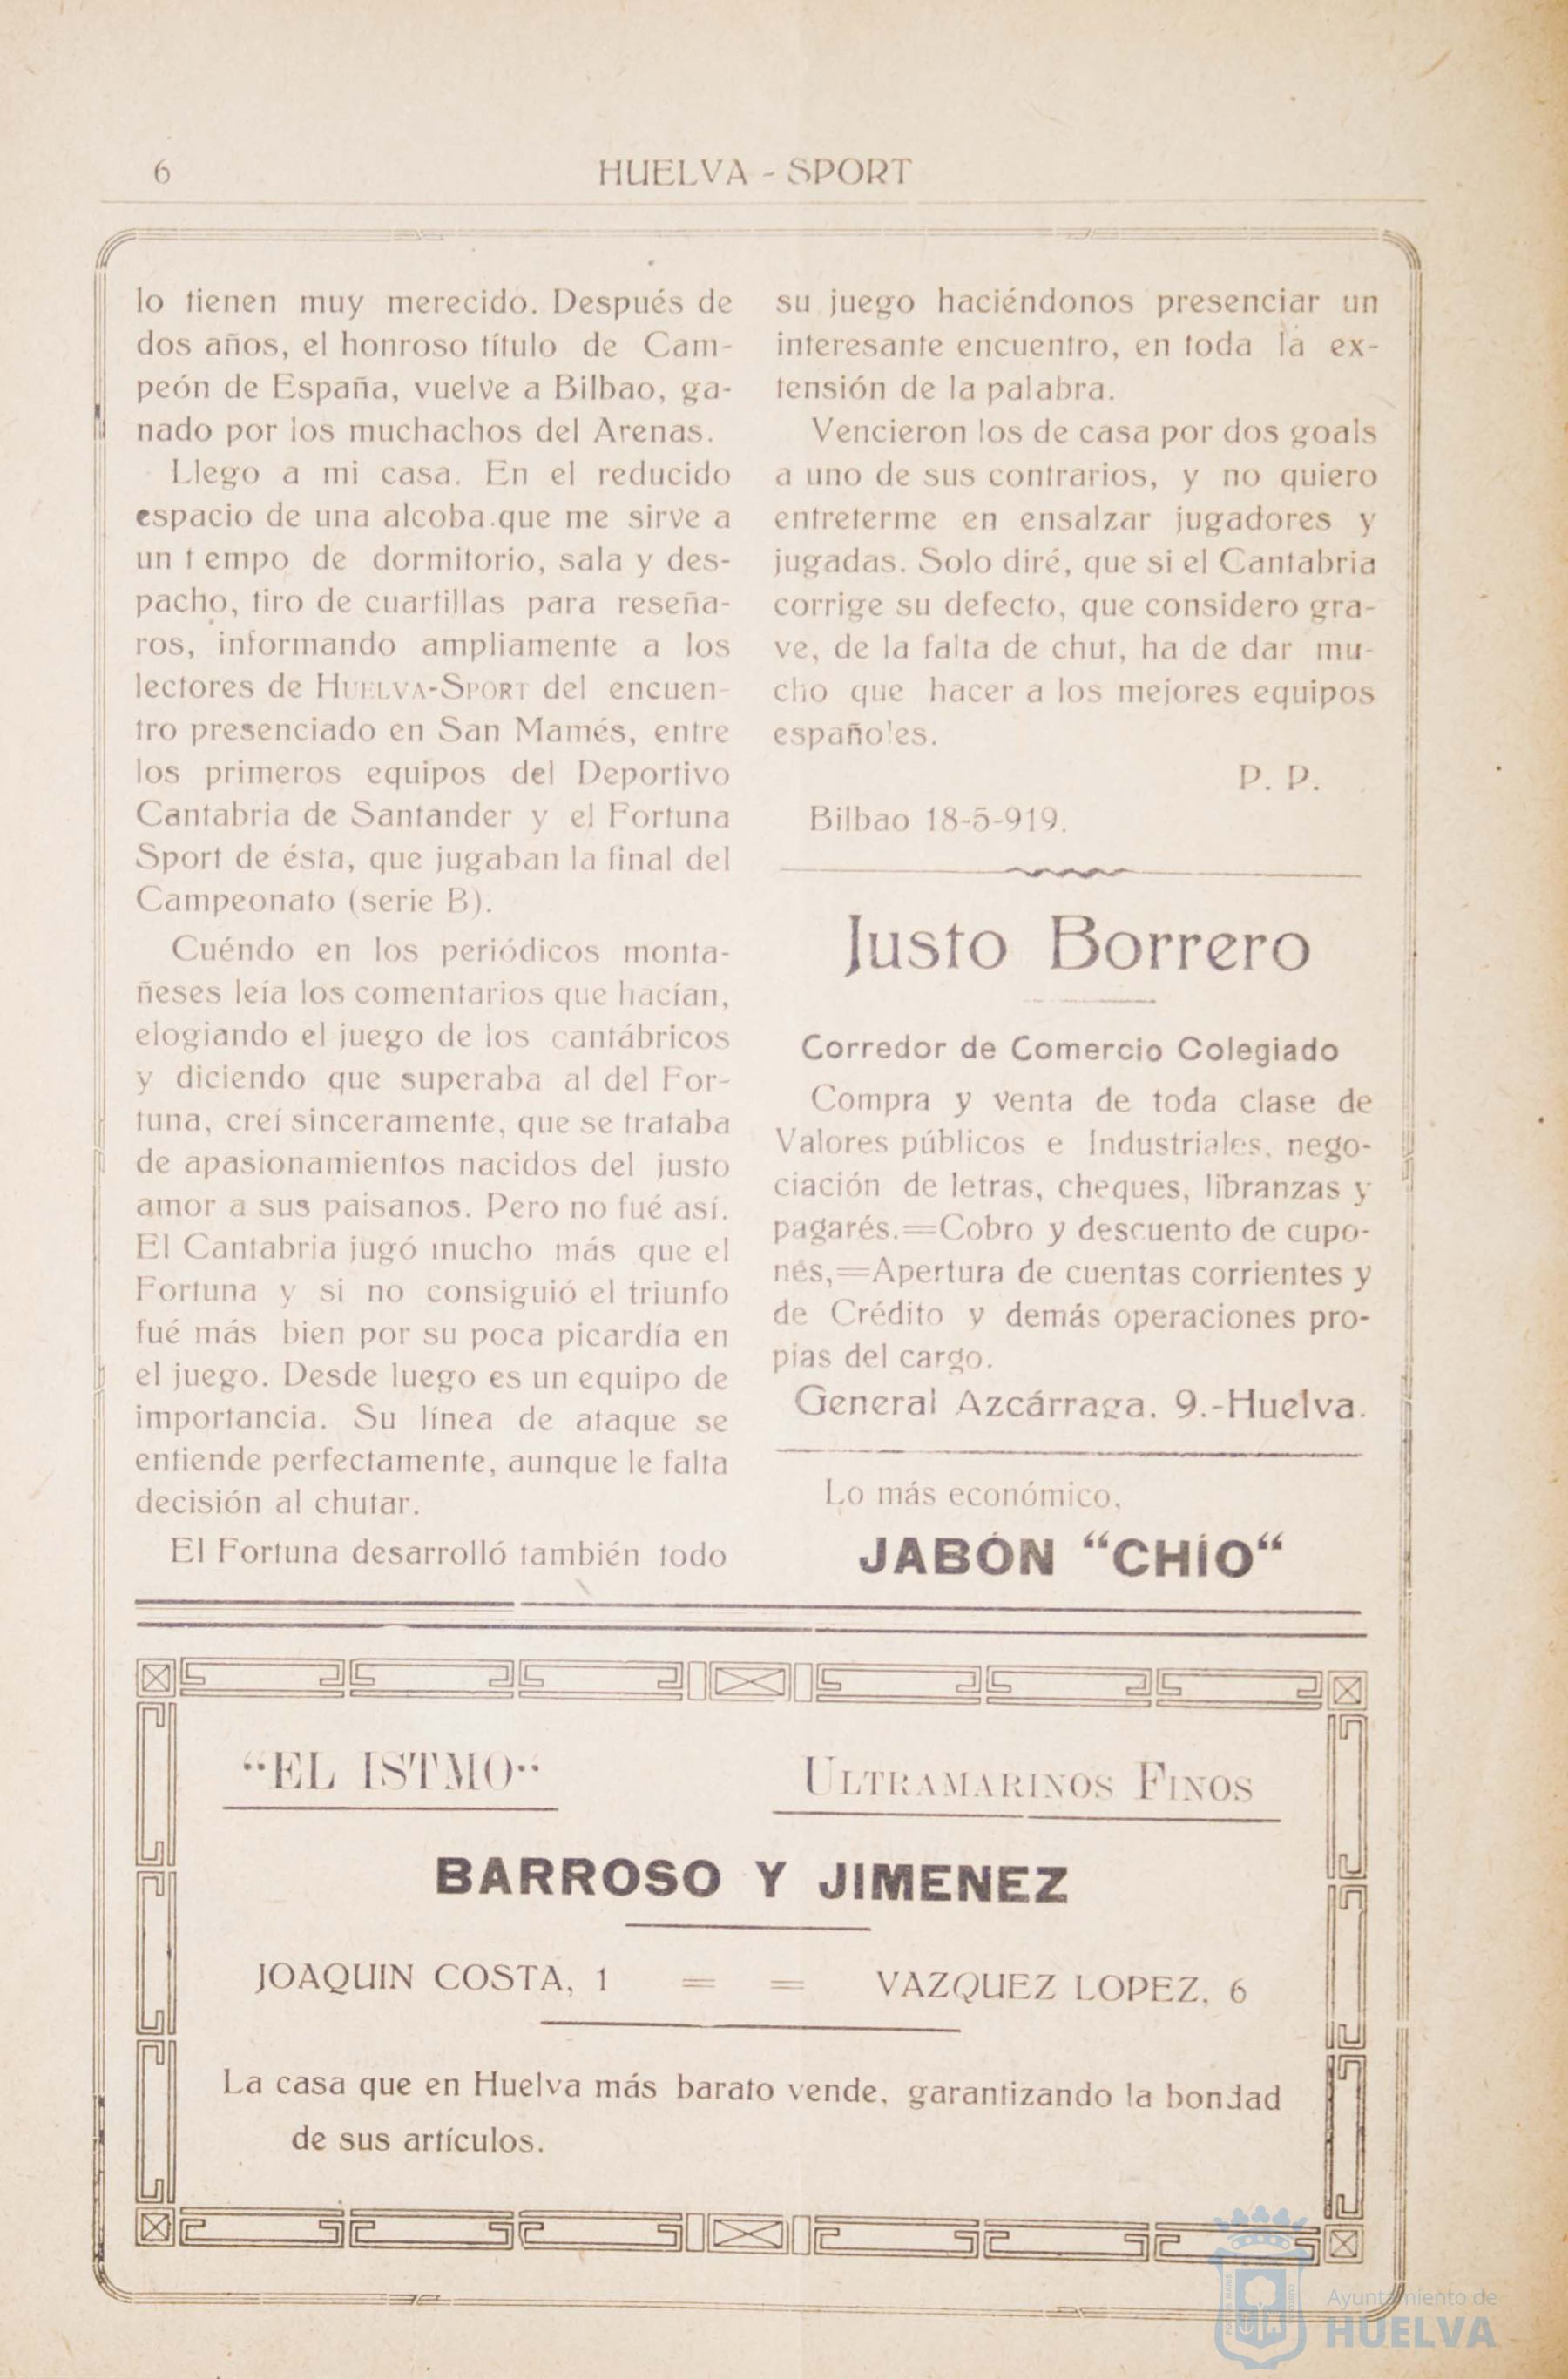 6
HUELVA - SPORT
lo tienen muy merecido. Después de
dos años, el honroso título de Cam-
peón de España, vuelve a Bilbao, ga-
nado por los muchachos del Arenas.
Llego a mi casa. En el reducido
espacio de una alcoba.que me sirve a
un t empo de dormitorio, sala y des-
pacho, tiro de cuartillas para reseña-
ros, informando ampliamente a los
lectores de HUELVA-SPORT del encuen-
tro presenciado en San Mamés, entre
los primeros equipos del Deportivo
Cantabria de Santander y el Fortuna
Sport de ésta, que jugaban la final del
Campeonato (serie B).
Cuéndo en los periódicos monta-
ñeses leía los comentarios que hacían,
elogiando el juego de los cantábricos
y diciendo que superaba al del For-
tuna, creí sinceramente, que se trataba
de apasionamientos nacidos del justo
amor a sus paisanos. Pero no fué así.
El Cantabria jugó mucho más que el
Fortuna y si no consiguió el triunfo
fué más bien por su poca picardía en
el juego. Desde luego es un equipo de
importancia. Su línea de ataque se
entiende perfectamente, aunque le falta
decisión al chutar.
El Fortuna desarrolló también todo
su juego haciéndonos presenciar un
interesante encuentro, en toda la ex-
tensión de la palabra.
Vencieron los de casa por dos goals
a uno de sus contrarios, y no quiero
entreterme en ensalzar jugadores y
jugadas. Solo diré, que si el Cantabria
corrige su defecto, que considero gra-
ve, de la falta de chut, ha de dar mu-
cho que hacer a los mejores equipos
españo'es.
P. P.
Bilbao 18-5-919.
Justo Borrero
Corredor de Comercio Colegiado
Compra y venta de toda clase de
Valores públicos e Industriales, nego-
ciación de letras, cheques, libranzas y
pagarés.=Cobro y descuento de cupo-
nes,=Apertura de cuentas corrientes y
de Crédito y demás operaciones pro-
pias del cargo.
General Azcárraga. 9.-Huelva.
Lo más económico,
JABÓN “CHÍO“
“EL ISTMO“
ULTRAMARINOS FINOS
BARROSO Y JIMENEZ
JOAQUIN COSTA, 1 = = VAZQUEZ LOPEZ, 6
La casa que en Huelva más barato vende, garantizando la bondad
de sus artículos.
Ayuntamiento de
HUELVA